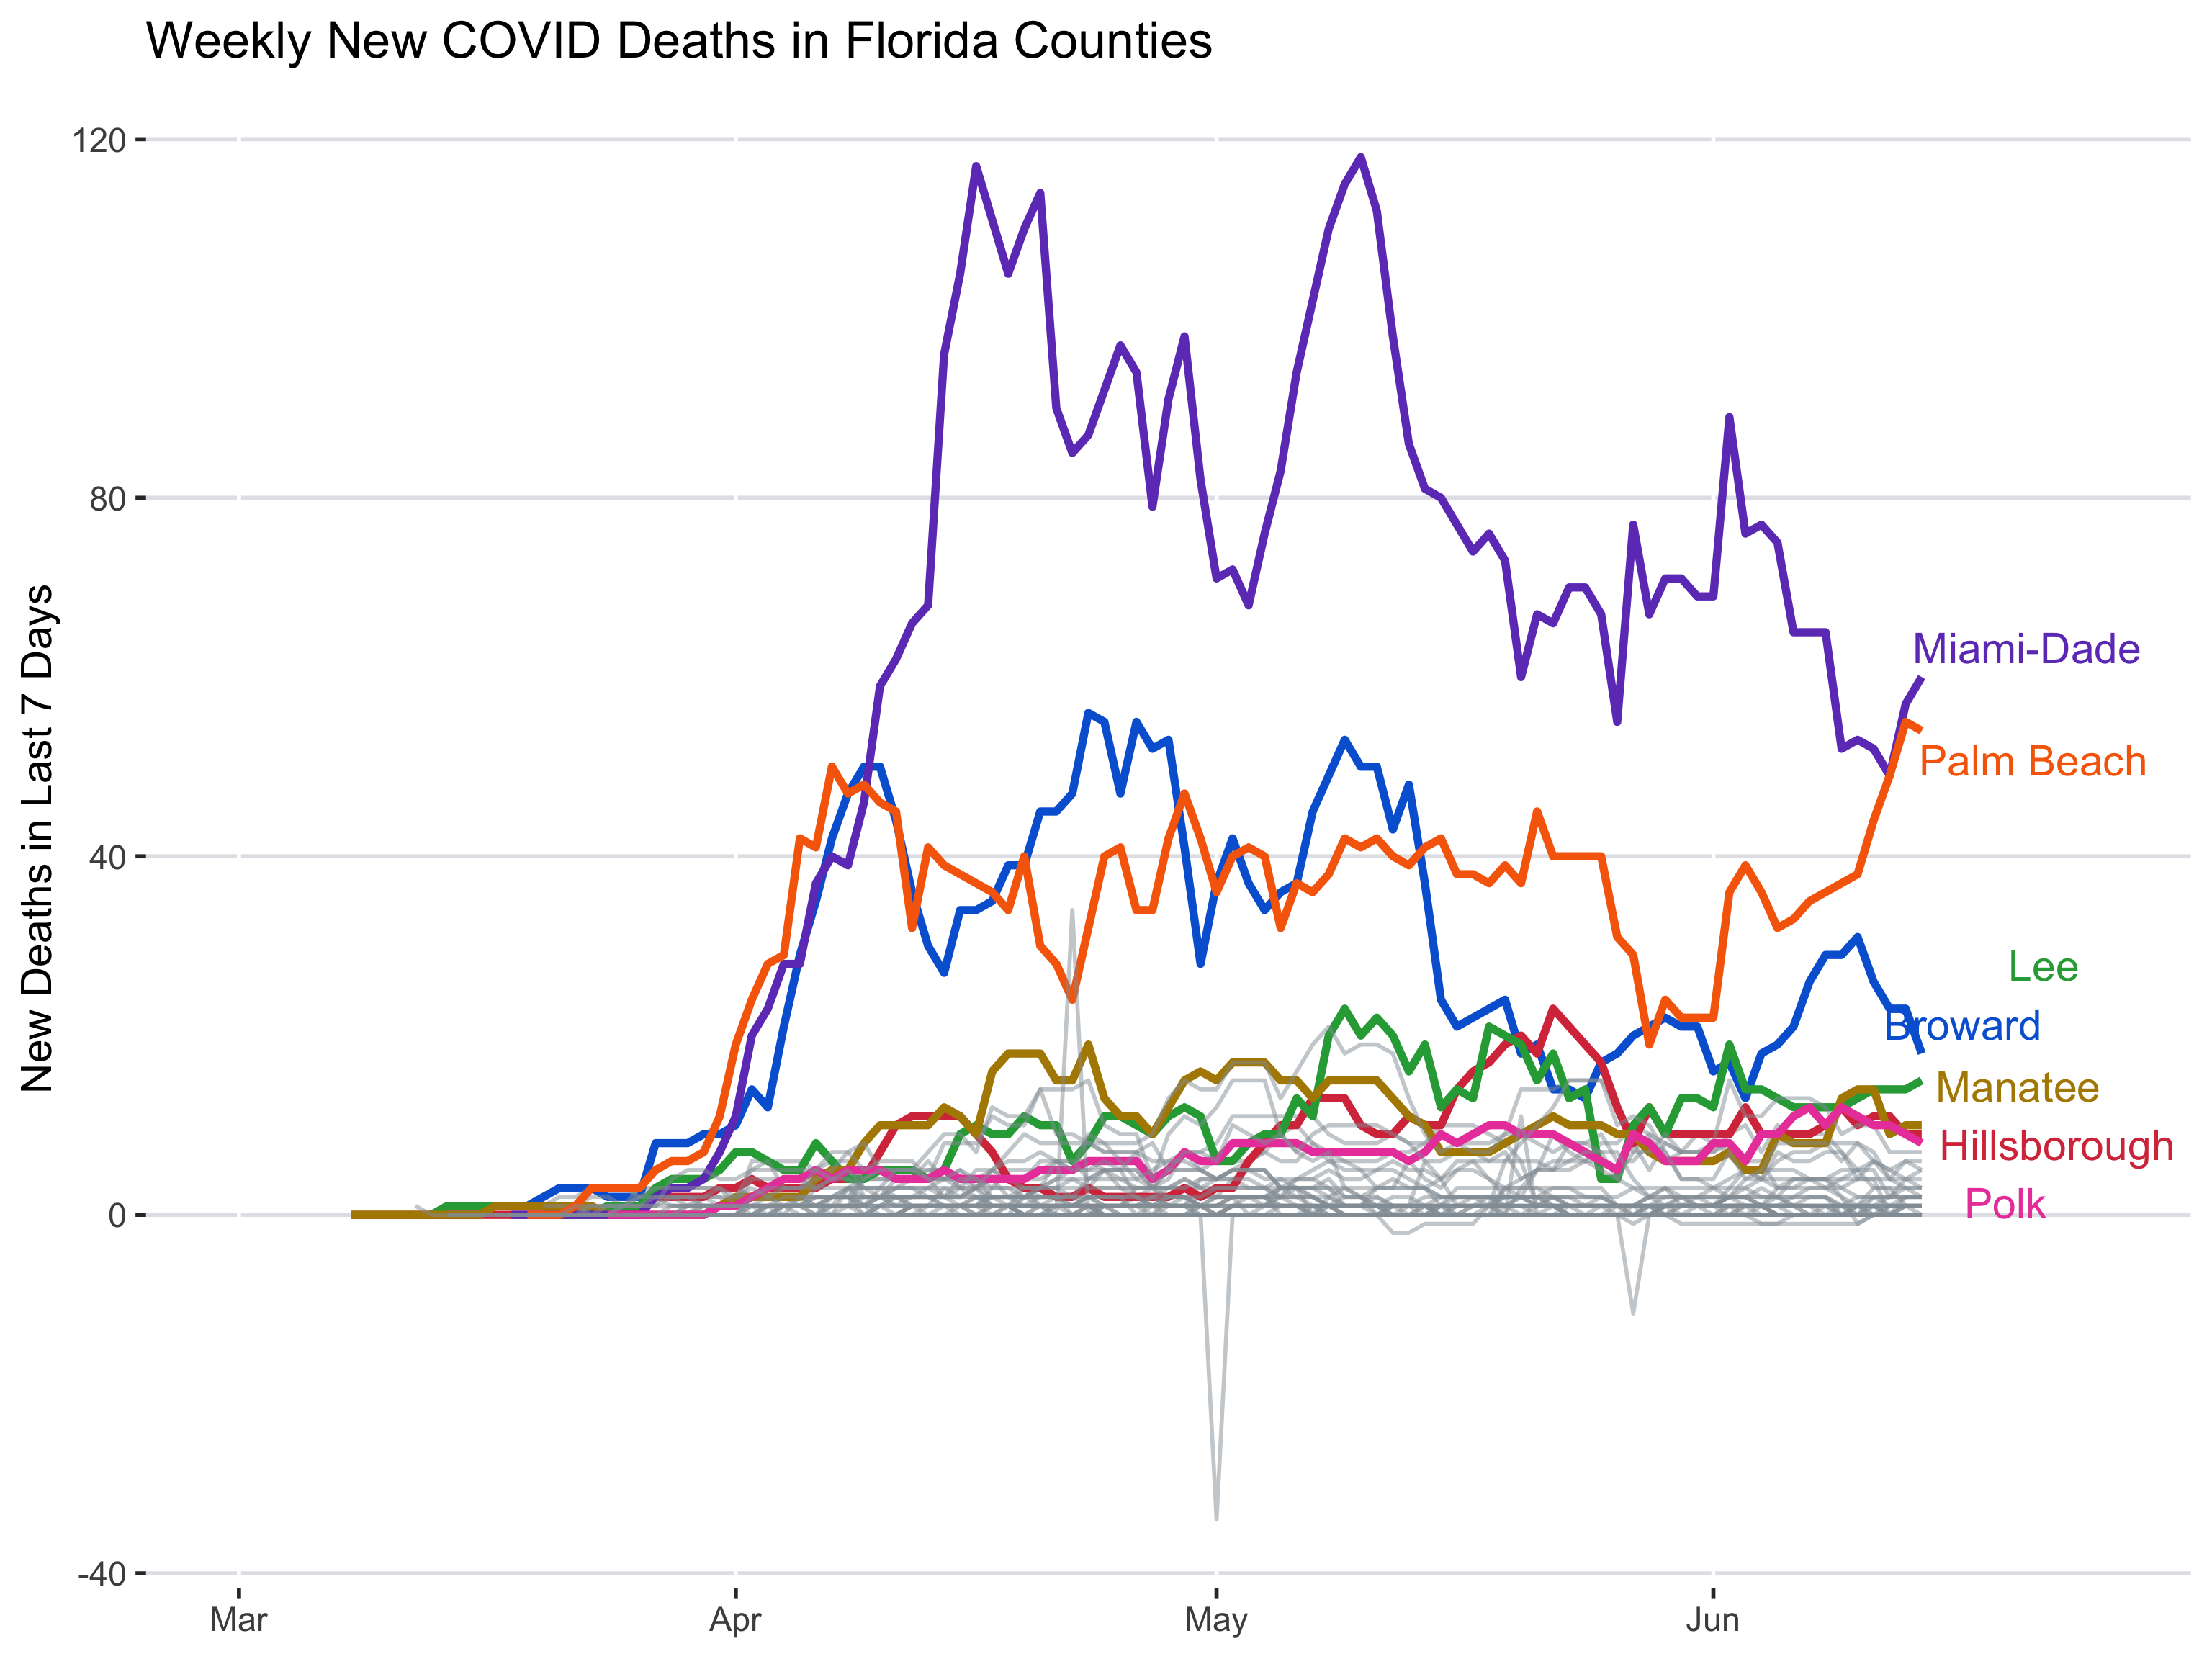 Weekly New COVID Deaths in Florida Counties
New Deaths in Last 7 Days
120
80
40
0
-40
Mar
Apr
May
Jun
Miami-Dade
Palm Beach
Lee
Broward
Manatee
Hillsborough
Polk